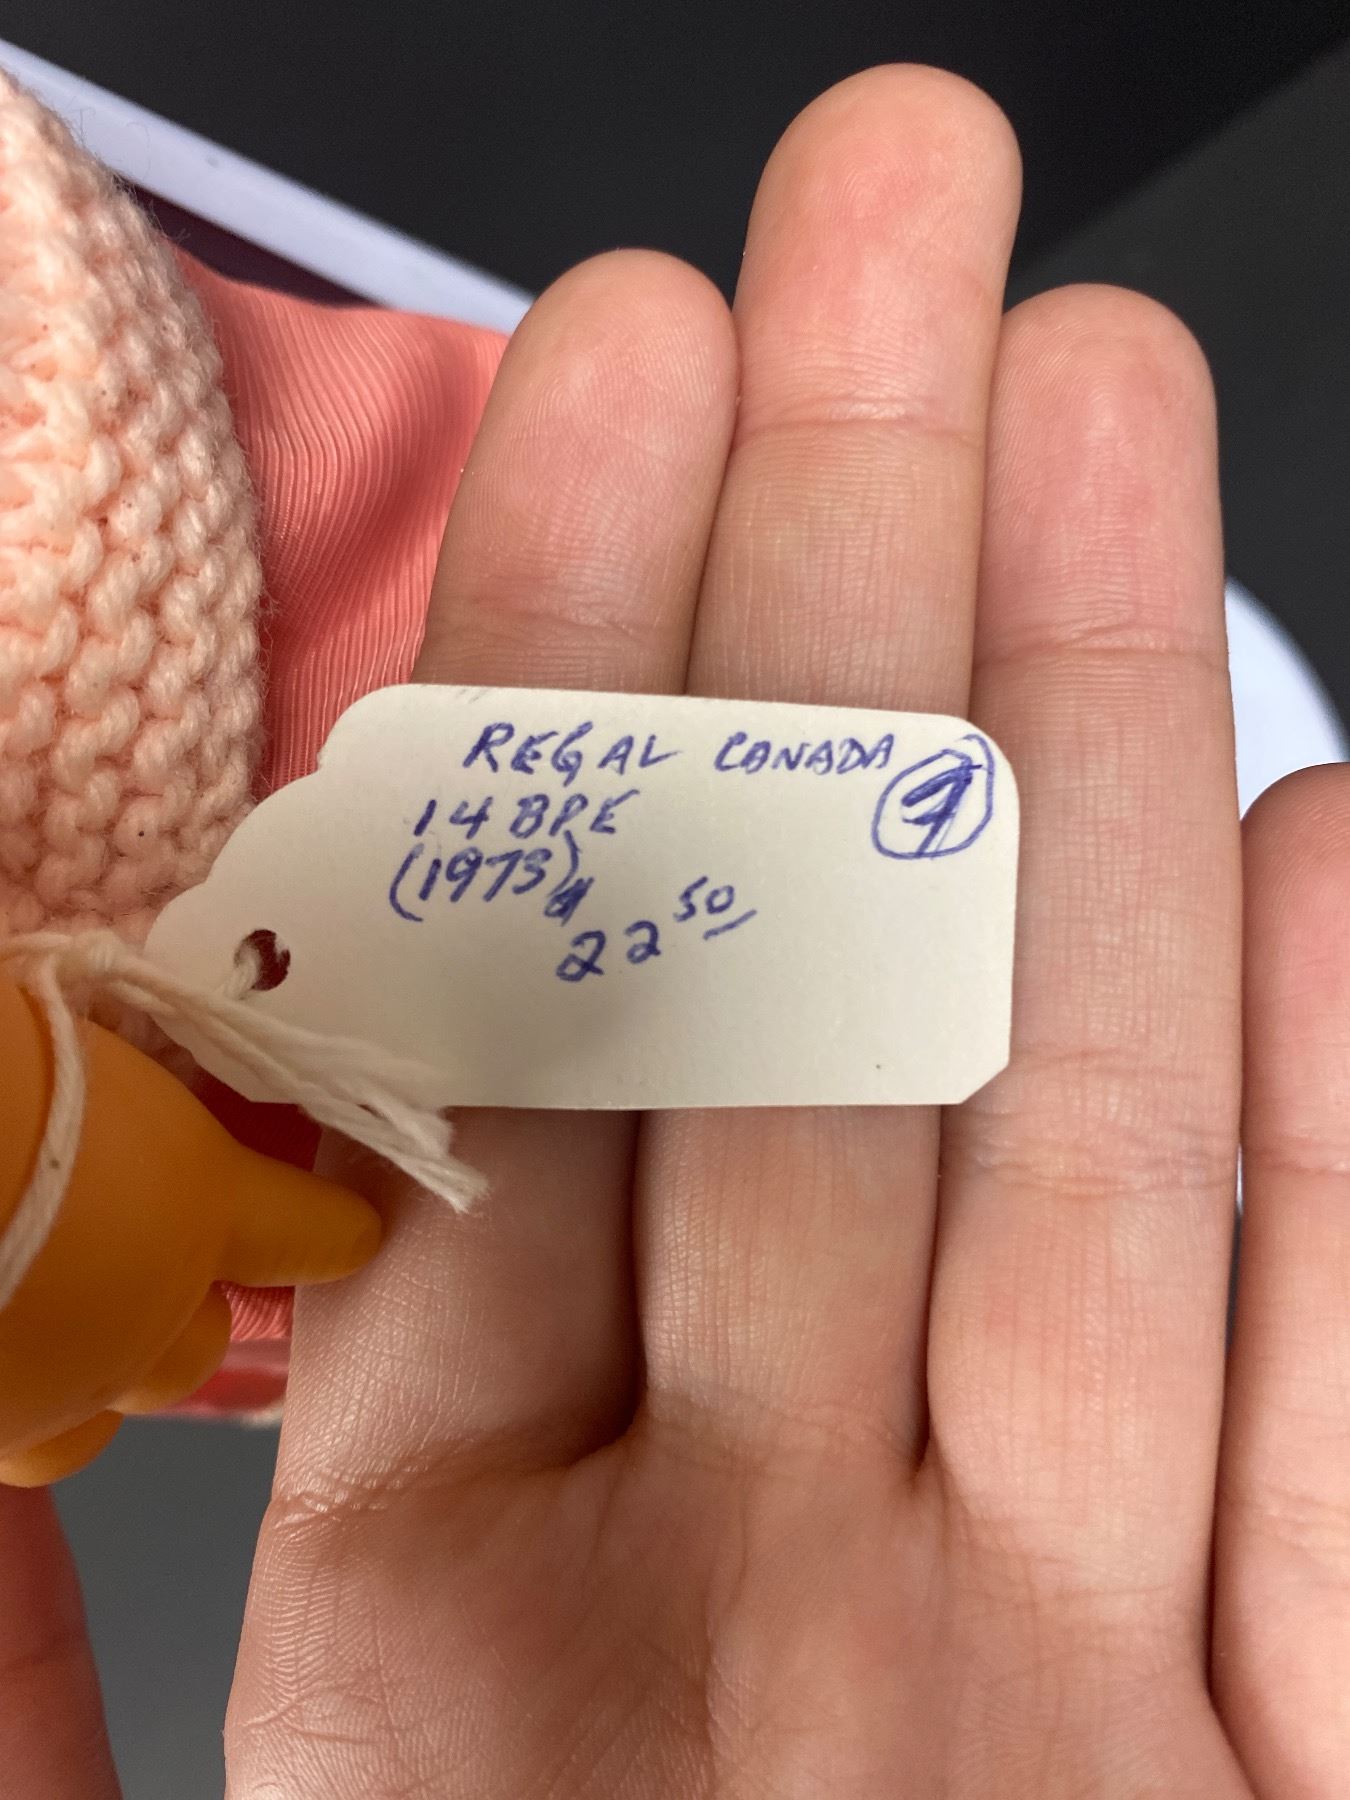 REGAL CANADA
14 BPE
(1973)
22 50